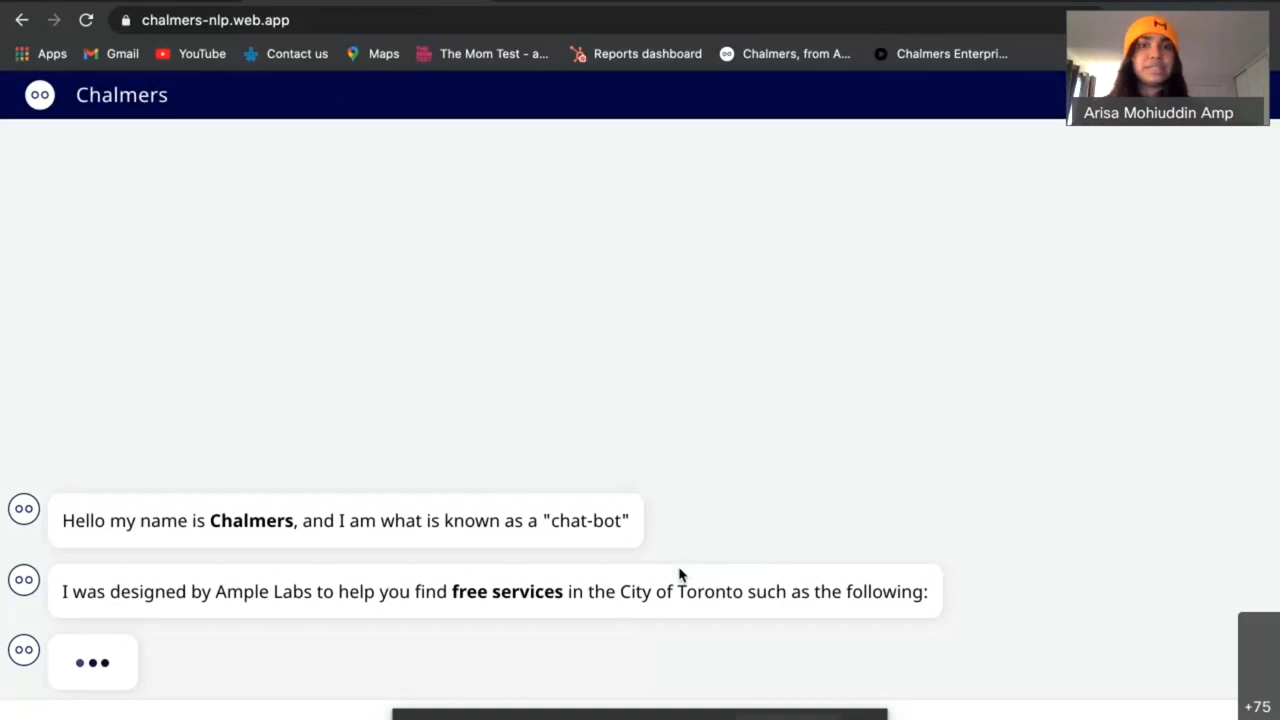 chalmers-nlp.web.app
Apps Gmail YouTube Contact us Maps The Mom Test - a... Reports dashboard Chalmers, from A... Chalmers Enterpri...
Chalmers
Arisa Mohiuddin Amp
Hello my name is Chalmers, and I am what is known as a "chat-bot"
I was designed by Ample Labs to help you find free services in the City of Toronto such as the following:
+75